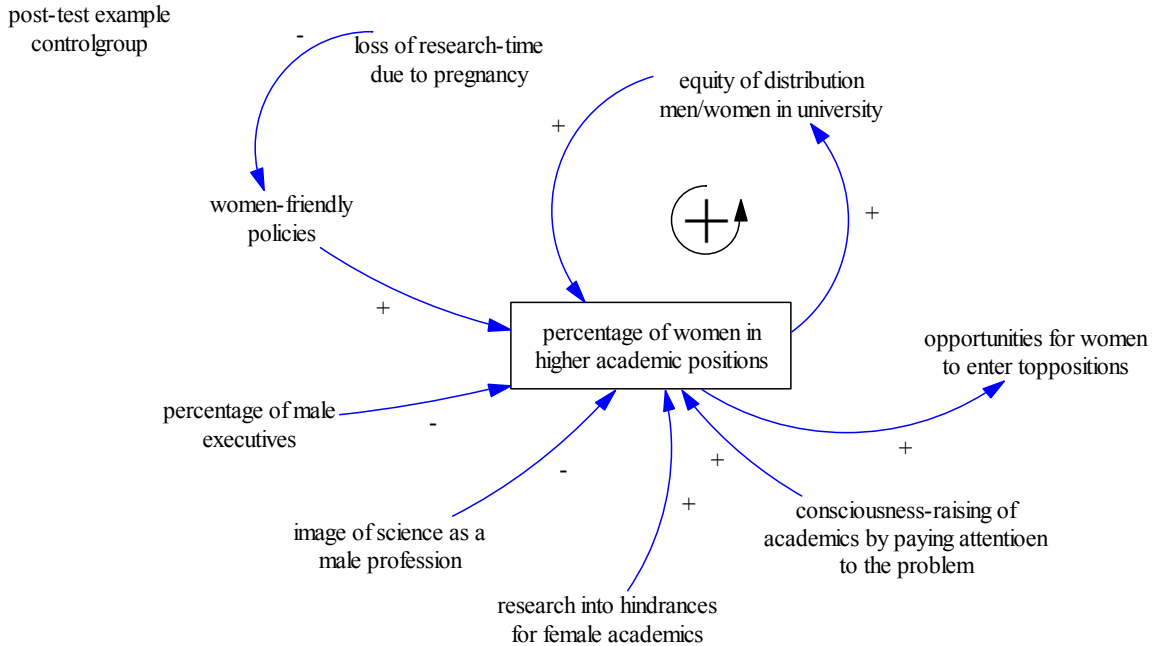 post-test example
controlgroup
-
loss of research-time
due to pregnancy
equity of distribution
men/women in university
+
women-friendly
policies
+
+
+
percentage of women in
higher academic positions
opportunities for women
to enter toppositions
percentage of male
executives
-
+
-
+
+
image of science as a
male profession
consciousness-raising of
academics by paying attentioen
to the problem
research into hindrances
for female academics